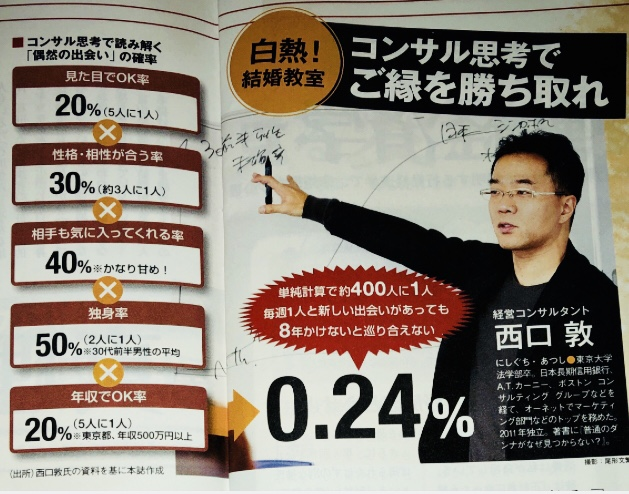 ■コンサル思考で読み解く
「偶然の出会い」の確率
見た目でOK率
20%(5人に1人)
×
性格・相性が合う率
30%(約3人に1人)
×
相手も気に入ってくれる率
40%※かなり甘め!
×
独身率
50%(2人に1人)
※30代前半男性の平均
×
年収でOK率
20%(5人に1人)
※東京都、年収500万円以上
(出所)西口敦氏の資料を基に本誌作成
白熱!
結婚教室
コンサル思考で
ご縁を勝ち取れ
単純計算で約400人に1人
毎週1人と新しい出会いがあっても
8年かけないと巡り合えない
0.24%
経営コンサルタント
西口 敦
にしぐち・あつし●東京大学
法学部卒。日本長期信用銀行、
A.T.カーニー、ボストン コン
サルティング グループなどを
経て、オーネットでマーケティ
ング部門などのトップを務めた。
2011年独立。著書に『普通のダ
ンナがなぜ見つからない?』。
撮影:尾形文繁